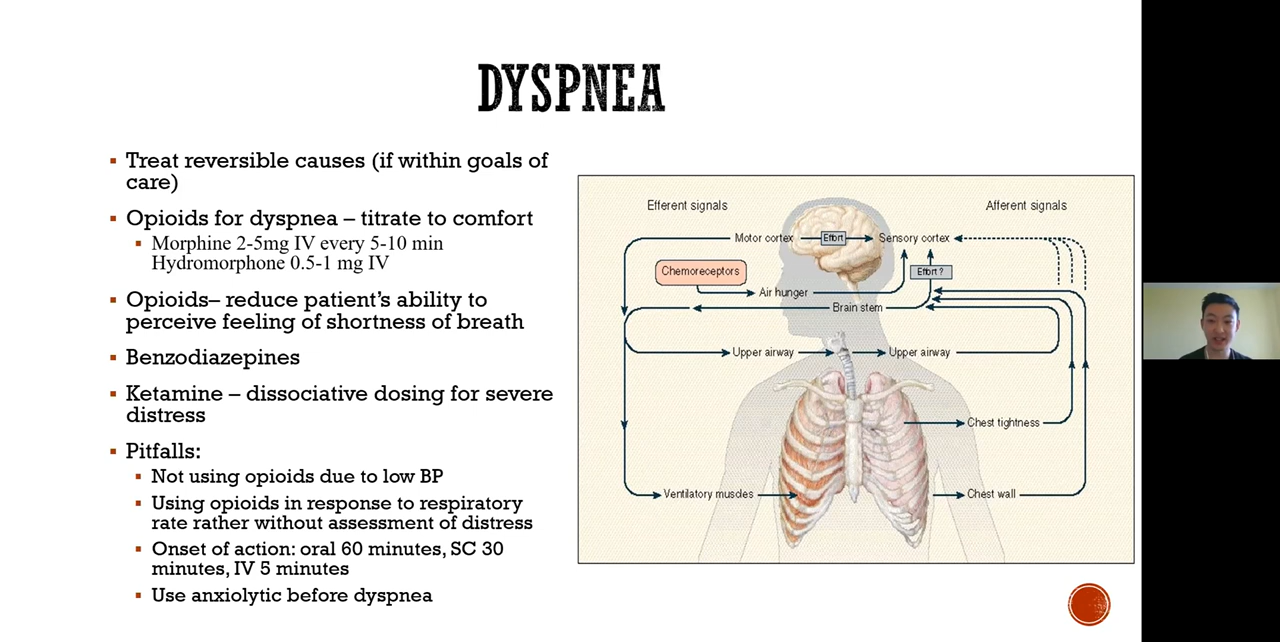 DYSPNEA
Treat reversible causes (if within goals of
care)
Opioids for dyspnea – titrate to comfort
Morphine 2-5mg IV every 5-10 min
Hydromorphone 0.5-1 mg IV
Opioids– reduce patient's ability to
perceive feeling of shortness of breath
Benzodiazepines
Ketamine – dissociative dosing for severe
distress
Pitfalls:
Not using opioids due to low BP
Using opioids in response to respiratory
rate rather without assessment of distress
Onset of action: oral 60 minutes, SC 30
minutes, IV 5 minutes
Use anxiolytic before dyspnea
Efferent signals
Afferent signals
Motor cortex
Effort
Sensory cortex
Chemoreceptors
Effort ?
Air hunger
Brain stem
Upper airway
Upper airway
Chest tightness
Ventilatory muscles
Chest wall